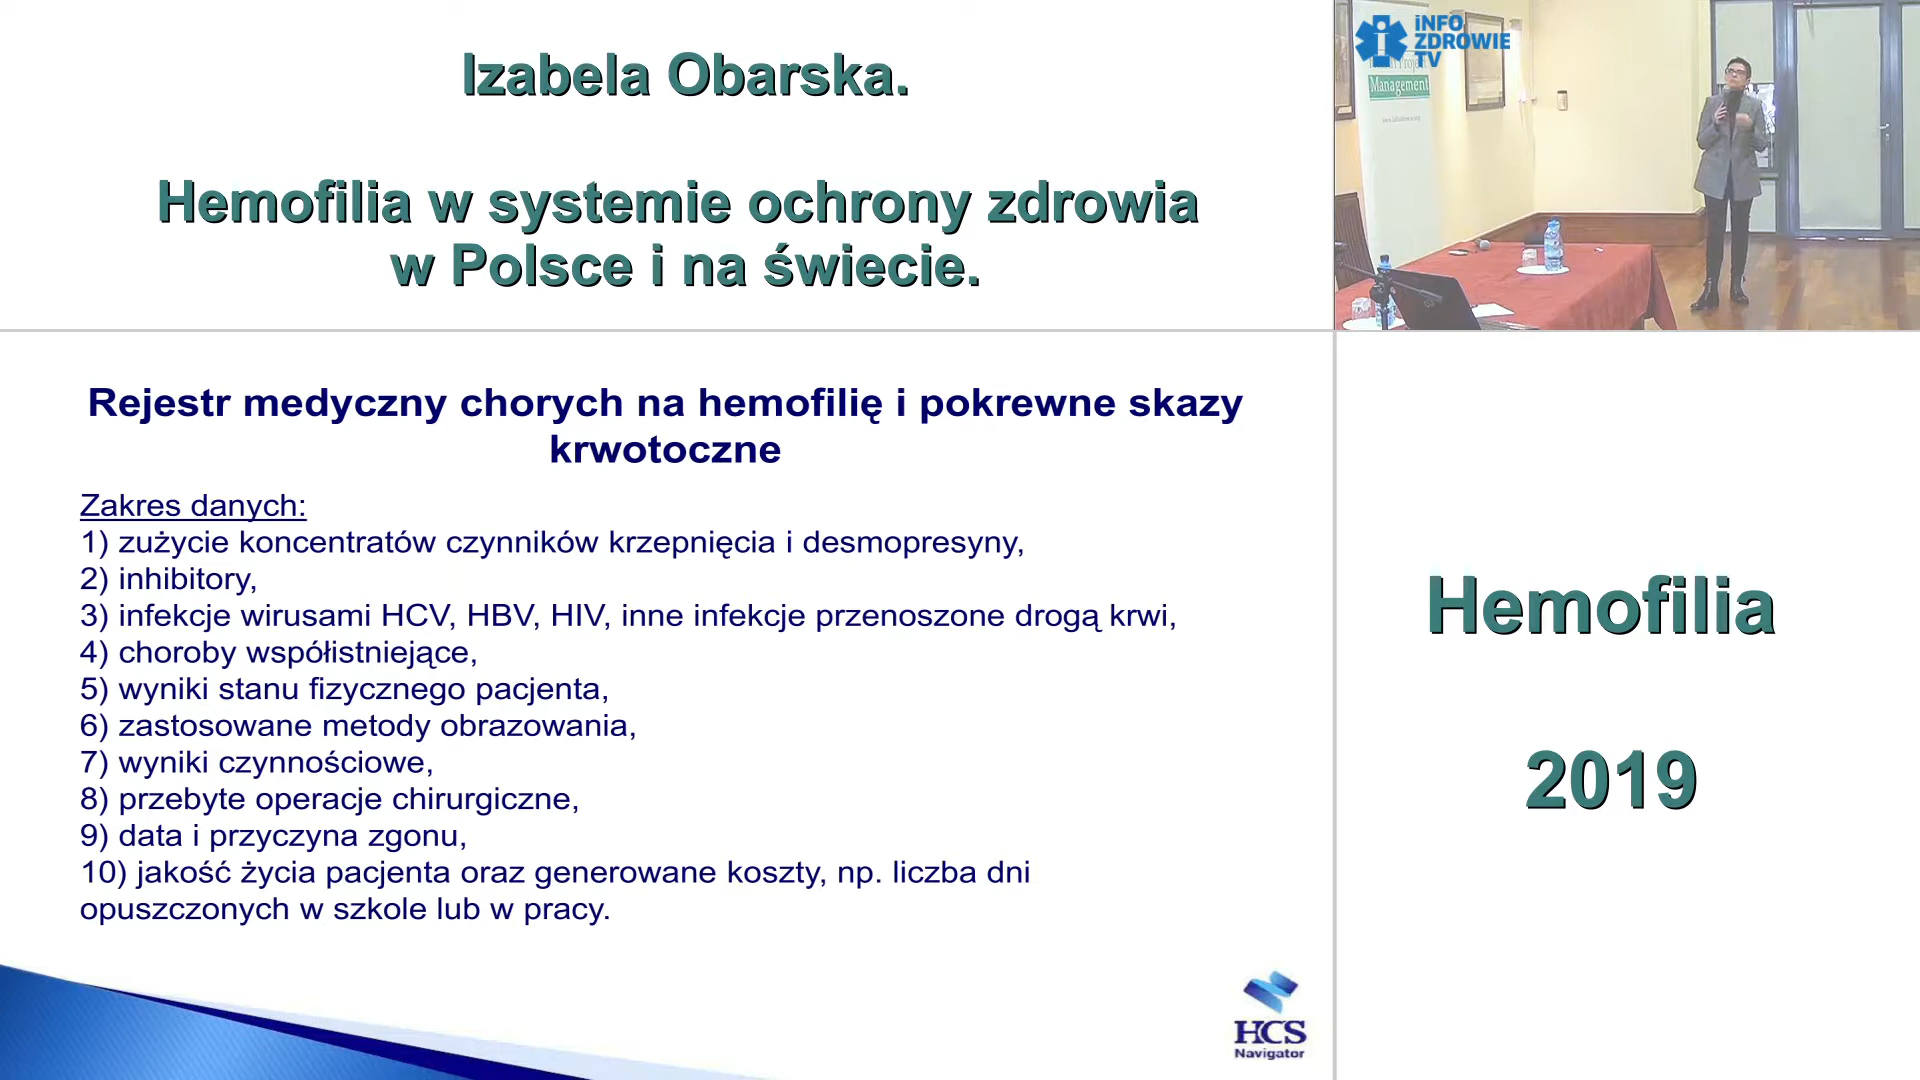 Izabela Obarska.
Hemofilia w systemie ochrony zdrowia
w Polsce i na świecie.
iNFO
ZDROWIE
TV
Management
Rejestr medyczny chorych na hemofilię i pokrewne skazy
krwotoczne
Zakres danych:
1) zużycie koncentratów czynników krzepnięcia i desmopresyny,
2) inhibitory,
3) infekcje wirusami HCV, HBV, HIV, inne infekcje przenoszone drogą krwi,
4) choroby współistniejące,
5) wyniki stanu fizycznego pacjenta,
6) zastosowane metody obrazowania,
7) wyniki czynnościowe,
8) przebyte operacje chirurgiczne,
9) data i przyczyna zgonu,
10) jakość życia pacjenta oraz generowane koszty, np. liczba dni
opuszczonych w szkole lub w pracy.
HCS
Navigator
Hemofilia
2019